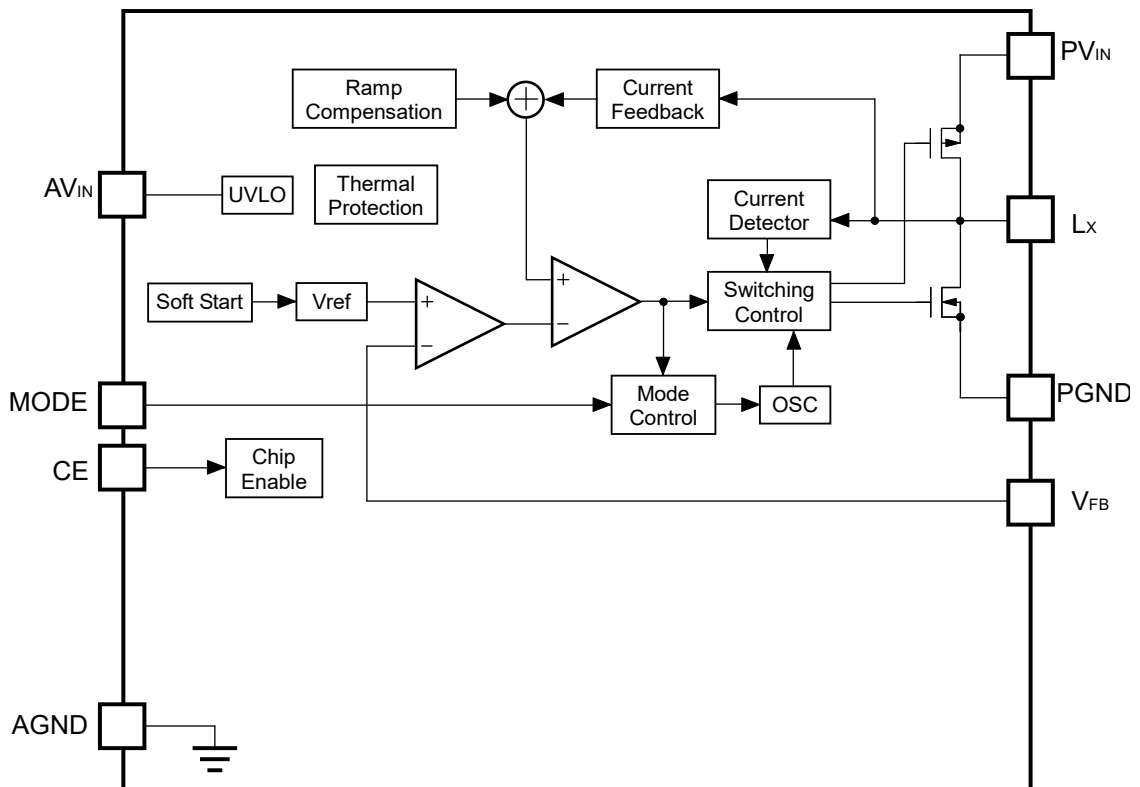 PVIN
Ramp
Compensation
Current
Feedback
AVIN
UVLO
Thermal
Protection
Current
Detector
LX
Soft Start
Vref
+
−
+
−
Switching
Control
MODE
Mode
Control
OSC
PGND
CE
Chip
Enable
VFB
AGND